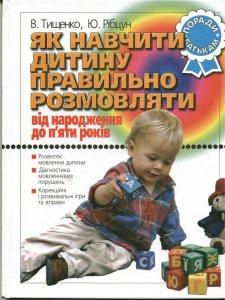 В. Тищенко, Ю. Рібцун
ЯК НАВЧИТИ
ДИТИНУ
ПРАВИЛЬНО
РОЗМОВЛЯТИ
від народження
до п'яти років
ПОРАДИ
БАТЬКАМ
Розвиток
мовлення дитини
Діагностика
мовленнєвих
порушень
Корекційні
і розвивальні ігри
та вправи
А
Б
В